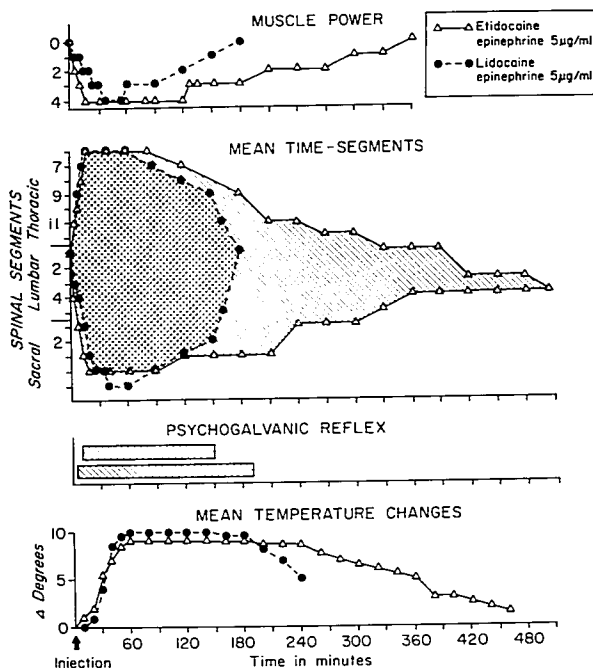 MUSCLE POWER
Etidocaine
epinephrine 5µg/ml
Lidocaine
epinephrine 5µg/ml
0
2
3
4
MEAN TIME-SEGMENTS
SPINAL SEGMENTS
Sacral Lumbar Thoracic
7
9
11
2
4
2
PSYCHOGALVANIC REFLEX
MEAN TEMPERATURE CHANGES
Δ Degrees
10
5
0
60 120 180 240 300 360 420 480
Injection
Time in minutes